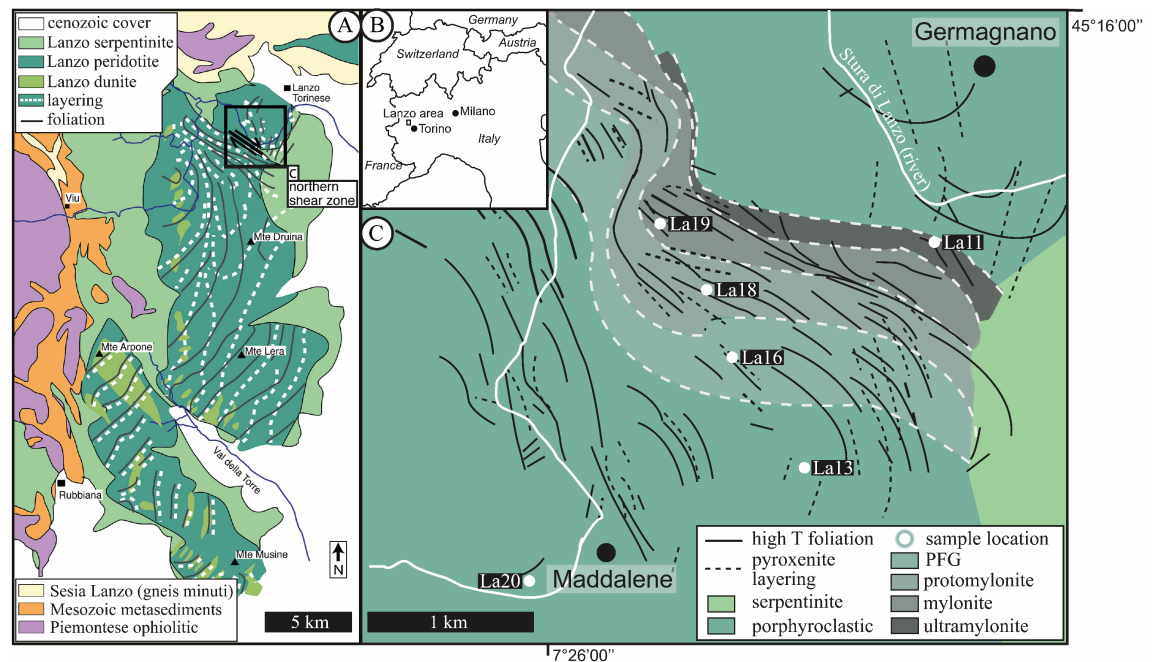 cenozoic cover
Lanzo serpentinite
Lanzo peridotite
Lanzo dunite
layering
foliation
A
Lanzo
Torinese
C
northern
shear zone
Viu
Mte Druina
Mte Arpone
Mte Lera
Val della Torre
Rubbiana
Mte Musine
N
Sesia Lanzo (gneis minuti)
Mesozoic metasediments
Piemontese ophiolitic
5 km
B
Germany
Switzerland
Austria
Lanzo area
Milano
Torino
Italy
France
C
Germagnano
45°16'00''
Stura di Lanzo (river)
La19
La11
La18
La16
La13
La20
Maddalene
1 km
high T foliation
pyroxenite
layering
serpentinite
porphyroclastic
sample location
PFG
protomylonite
mylonite
ultramylonite
7°26'00''